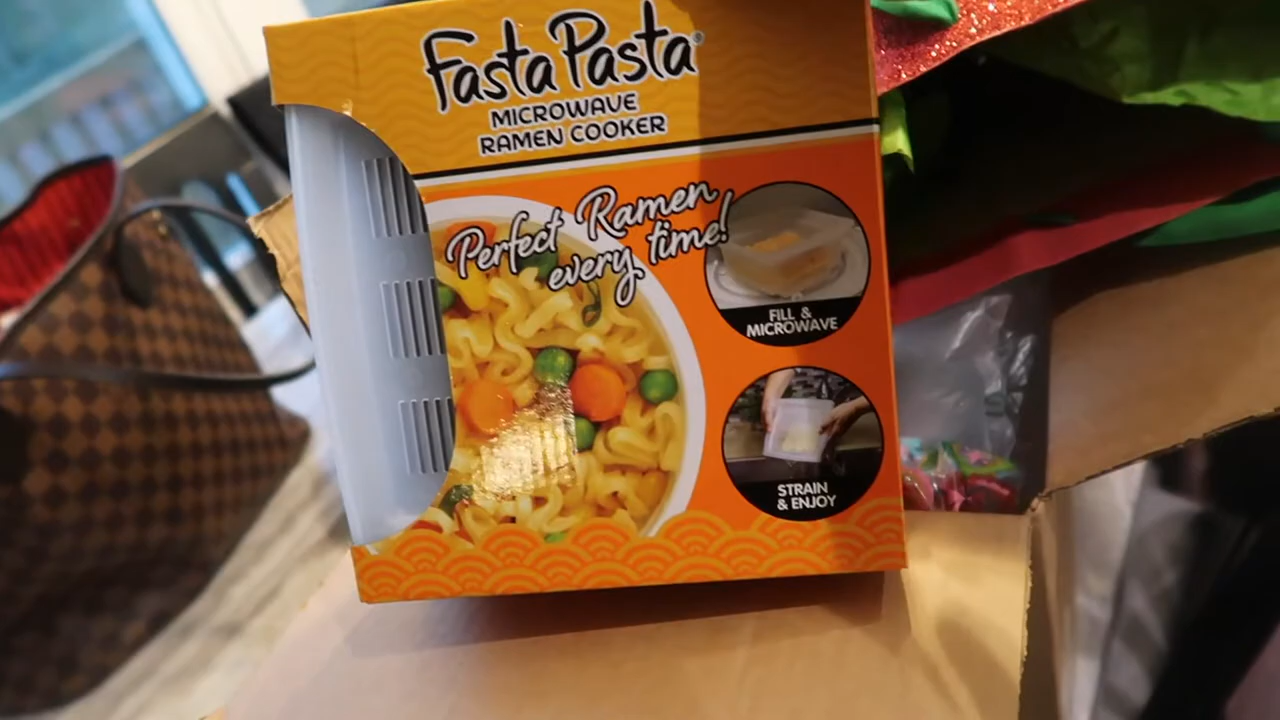 Fasta Pasta®
MICROWAVE
RAMEN COOKER
Perfect Ramen
every time!
FILL &
MICROWAVE
STRAIN
& ENJOY